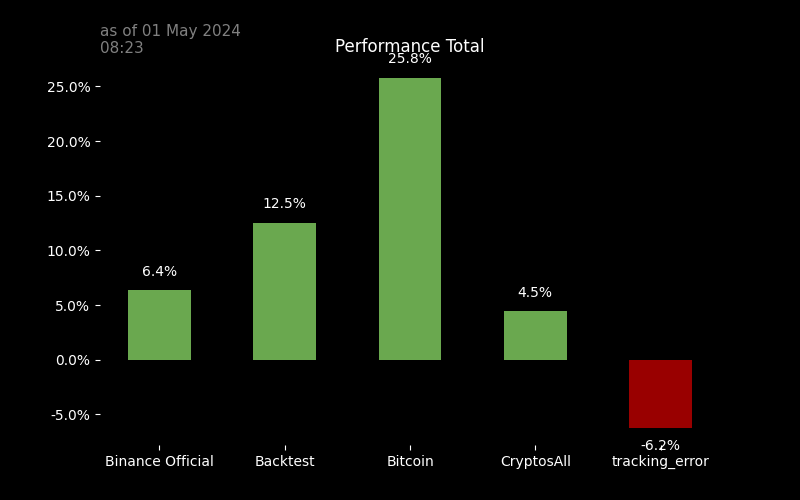 as of 01 May 2024
08:23
Performance Total
25.8%
25.0%
20.0%
15.0%
10.0%
5.0%
0.0%
-5.0%
12.5%
6.4%
4.5%
-6.2%
Binance Official
Backtest
Bitcoin
CryptosAll
tracking_error